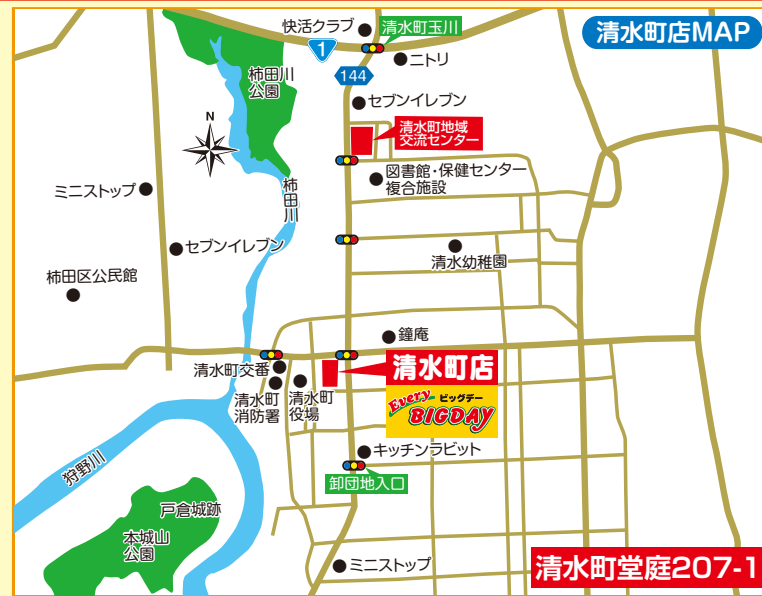 清水町店MAP
快活クラブ
清水町玉川
1
ニトリ
144
柿田川
公園
セブンイレブン
清水町地域
交流センター
N
図書館・保健センター
複合施設
ミニストップ
柿田川
セブンイレブン
清水幼稚園
柿田区公民館
鐘庵
清水町交番
清水町店
清水町
消防署
清水町
役場
Every
ビッグデー
BIGDAY
キッチンラビット
狩野川
卸団地入口
戸倉城跡
本城山
公園
ミニストップ
清水町堂庭207-1